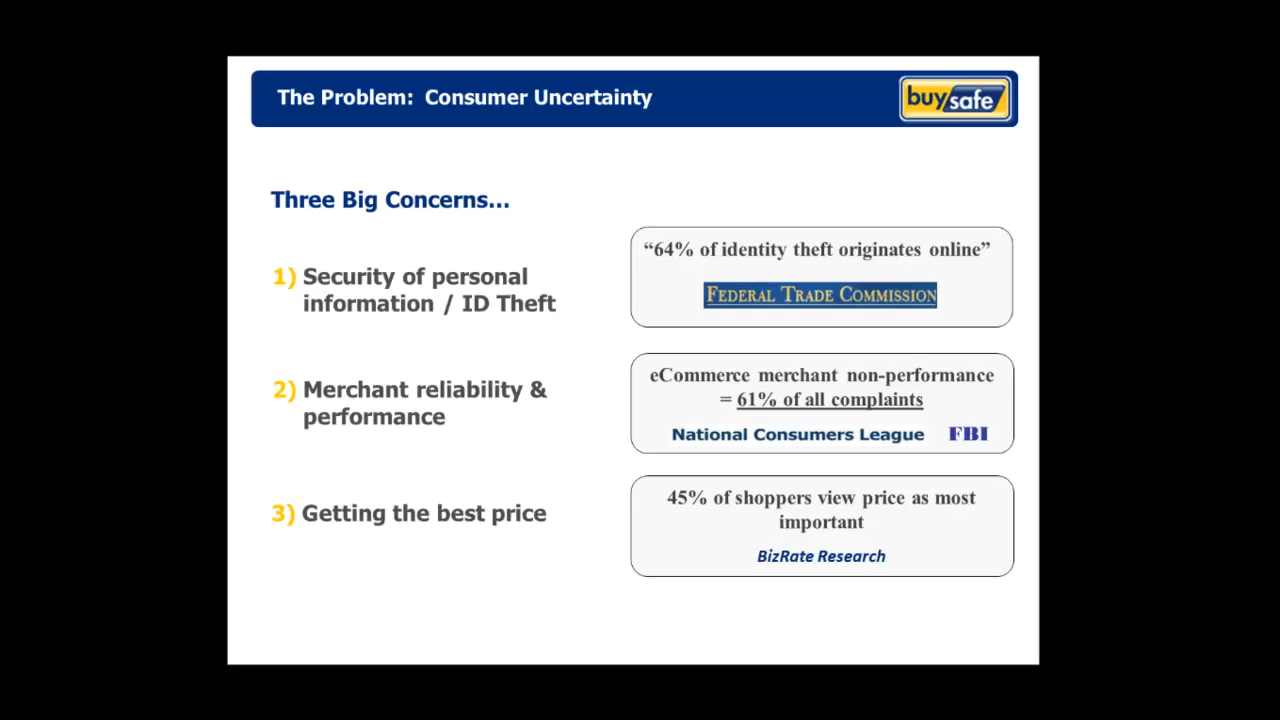 The Problem: Consumer Uncertainty
buysafe
Three Big Concerns...
1) Security of personal
information / ID Theft
“64% of identity theft originates online”
FEDERAL TRADE COMMISSION
2) Merchant reliability &
performance
eCommerce merchant non-performance
= 61% of all complaints
National Consumers League FBI
3) Getting the best price
45% of shoppers view price as most
important
BizRate Research